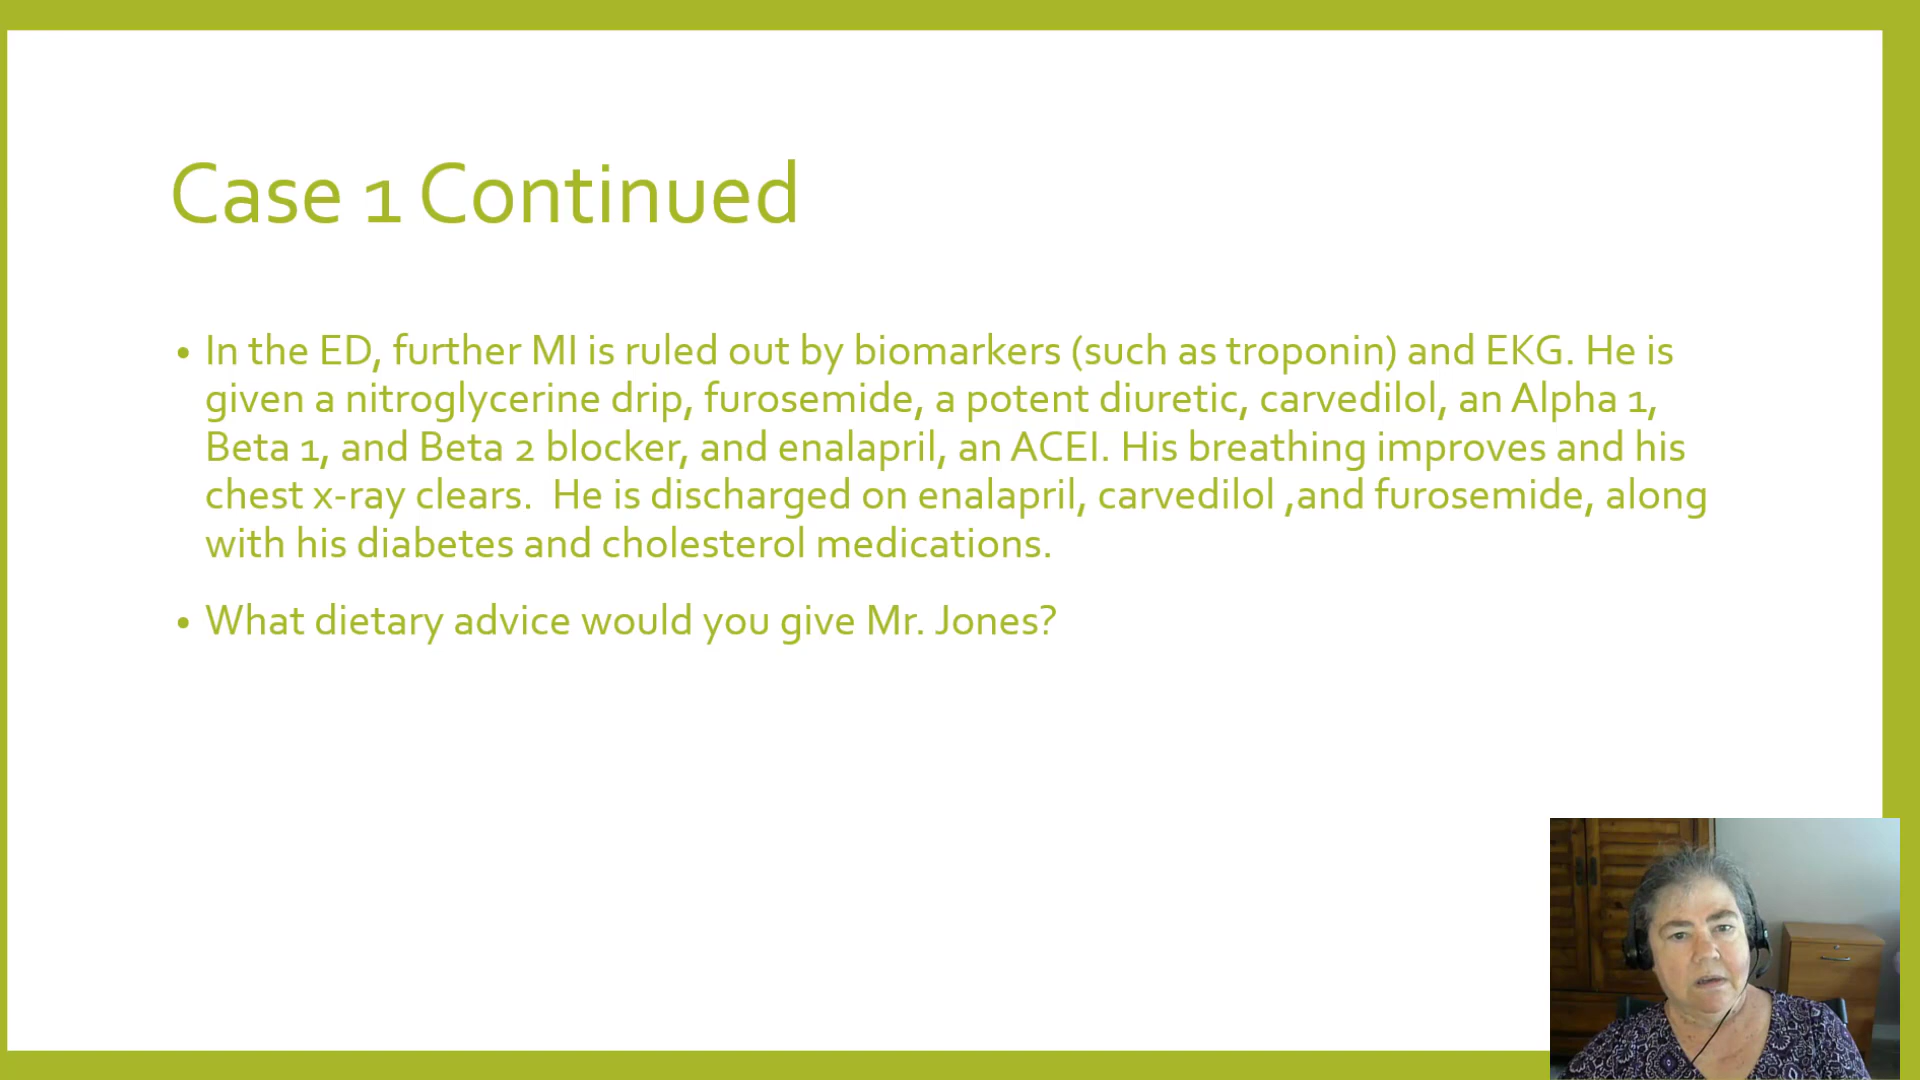 Case 1 Continued
• In the ED, further MI is ruled out by biomarkers (such as troponin) and EKG. He is
given a nitroglycerine drip, furosemide, a potent diuretic, carvedilol, an Alpha 1,
Beta 1, and Beta 2 blocker, and enalapril, an ACEI. His breathing improves and his
chest x-ray clears.  He is discharged on enalapril, carvedilol ,and furosemide, along
with his diabetes and cholesterol medications.
• What dietary advice would you give Mr. Jones?